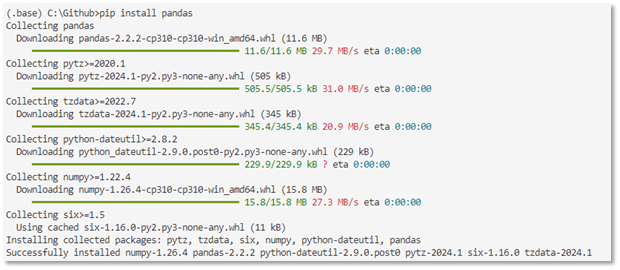 (.base) C:\Github>pip install pandas
Collecting pandas
Downloading pandas-2.2.2-cp310-cp310-win_amd64.whl (11.6 MB)
11.6/11.6 MB 29.7 MB/s eta 0:00:00
Collecting pytz>=2020.1
Downloading pytz-2024.1-py2.py3-none-any.whl (505 kB)
505.5/505.5 kB 31.0 MB/s eta 0:00:00
Collecting tzdata>=2022.7
Downloading tzdata-2024.1-py2.py3-none-any.whl (345 kB)
345.4/345.4 kB 20.9 MB/s eta 0:00:00
Collecting python-dateutil>=2.8.2
Downloading python_dateutil-2.9.0.post0-py2.py3-none-any.whl (229 kB)
229.9/229.9 kB ? eta 0:00:00
Collecting numpy>=1.22.4
Downloading numpy-1.26.4-cp310-cp310-win_amd64.whl (15.8 MB)
15.8/15.8 MB 27.3 MB/s eta 0:00:00
Collecting six>=1.5
Using cached six-1.16.0-py2.py3-none-any.whl (11 kB)
Installing collected packages: pytz, tzdata, six, numpy, python-dateutil, pandas
Successfully installed numpy-1.26.4 pandas-2.2.2 python-dateutil-2.9.0.post0 pytz-2024.1 six-1.16.0 tzdata-2024.1